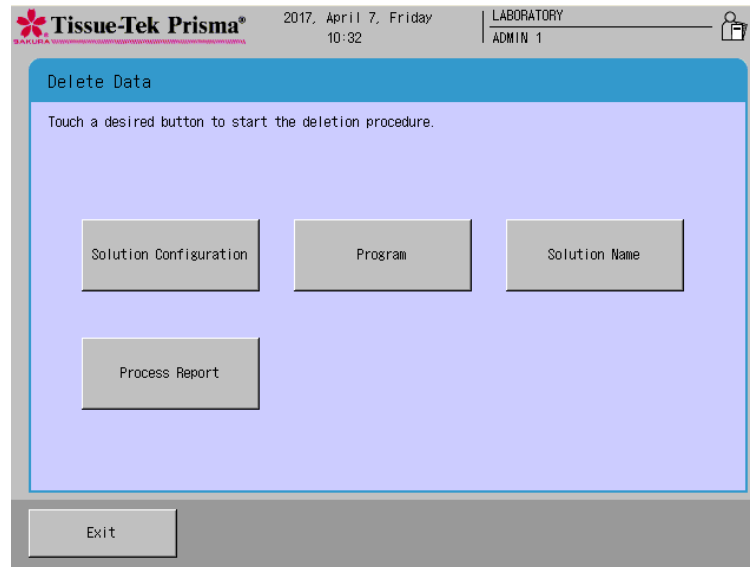 Tissue-Tek Prisma®
SAKURA
2017, April 7, Friday
10:32
LABORATORY
ADMIN 1
Delete Data
Touch a desired button to start the deletion procedure.
Solution Configuration
Program
Solution Name
Process Report
Exit